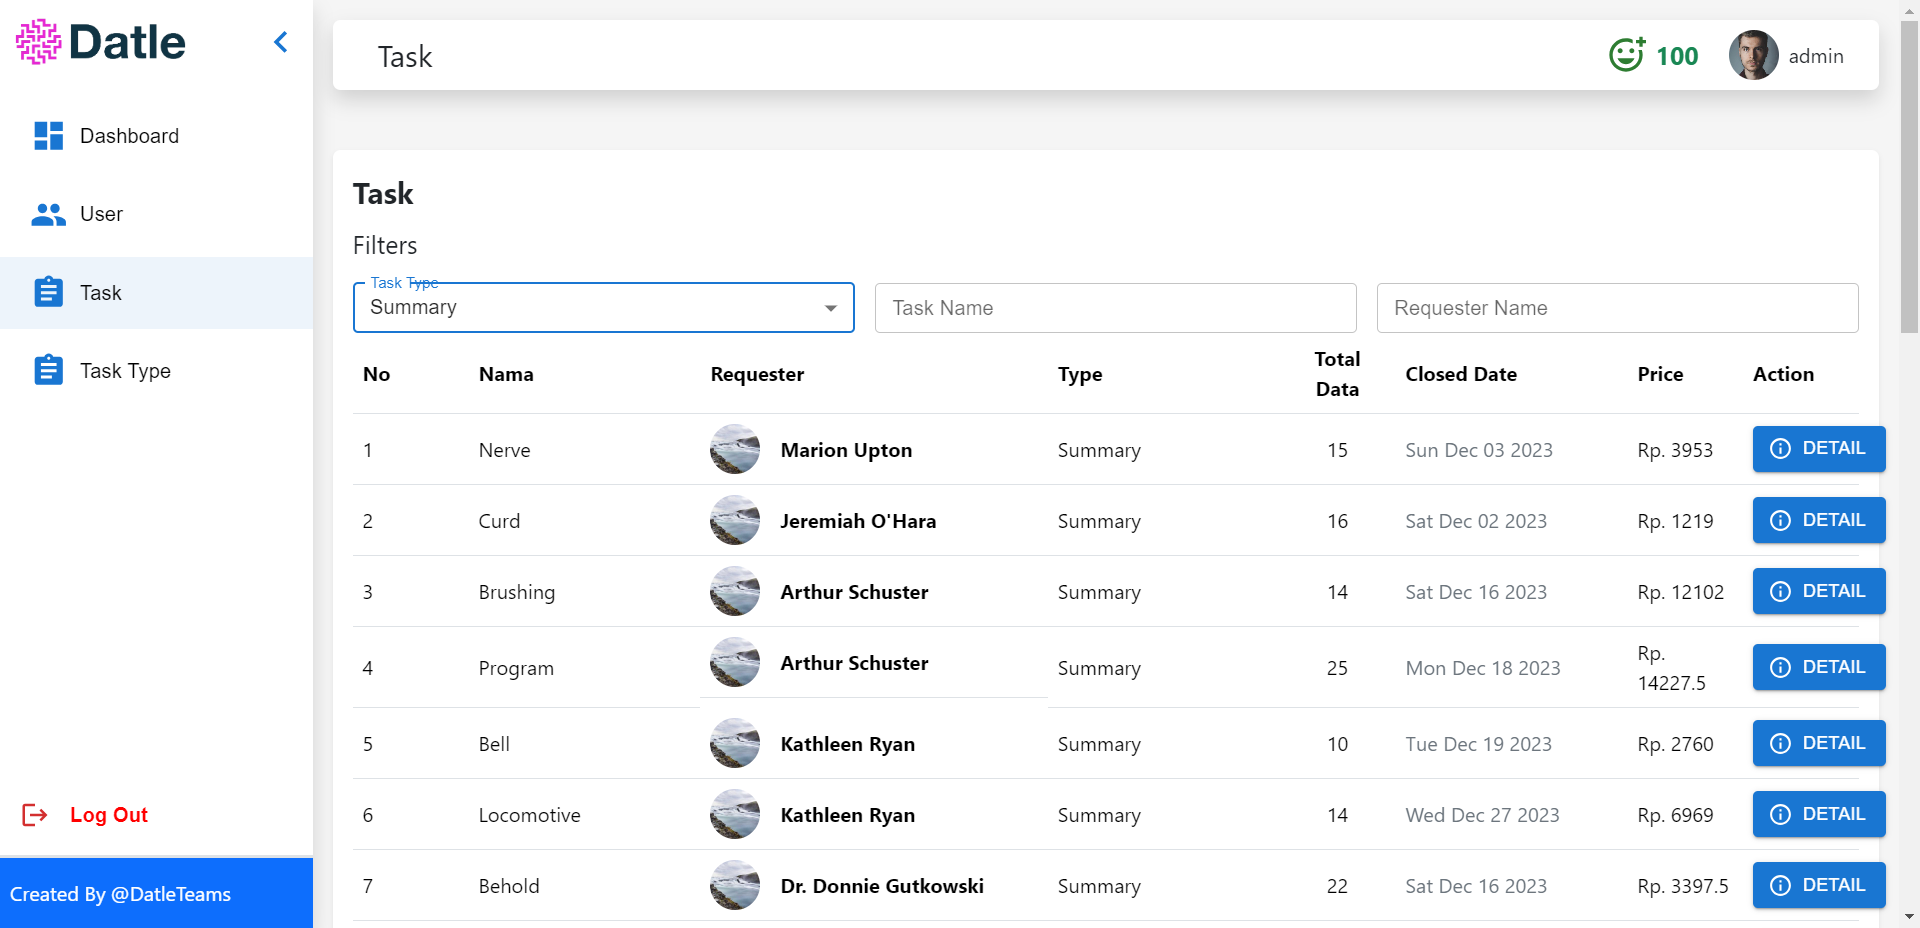 Datle
Task
100
admin
Dashboard
User
Task
Task Type
Log Out
Created By @DatleTeams
Task
Filters
Task Type
Summary
Task Name
Requester Name
No Nama Requester Type Total Data Closed Date Price Action
1 Nerve Marion Upton Summary 15 Sun Dec 03 2023 Rp. 3953 DETAIL
2 Curd Jeremiah O'Hara Summary 16 Sat Dec 02 2023 Rp. 1219 DETAIL
3 Brushing Arthur Schuster Summary 14 Sat Dec 16 2023 Rp. 12102 DETAIL
4 Program Arthur Schuster Summary 25 Mon Dec 18 2023 Rp. 14227.5 DETAIL
5 Bell Kathleen Ryan Summary 10 Tue Dec 19 2023 Rp. 2760 DETAIL
6 Locomotive Kathleen Ryan Summary 14 Wed Dec 27 2023 Rp. 6969 DETAIL
7 Behold Dr. Donnie Gutkowski Summary 22 Sat Dec 16 2023 Rp. 3397.5 DETAIL